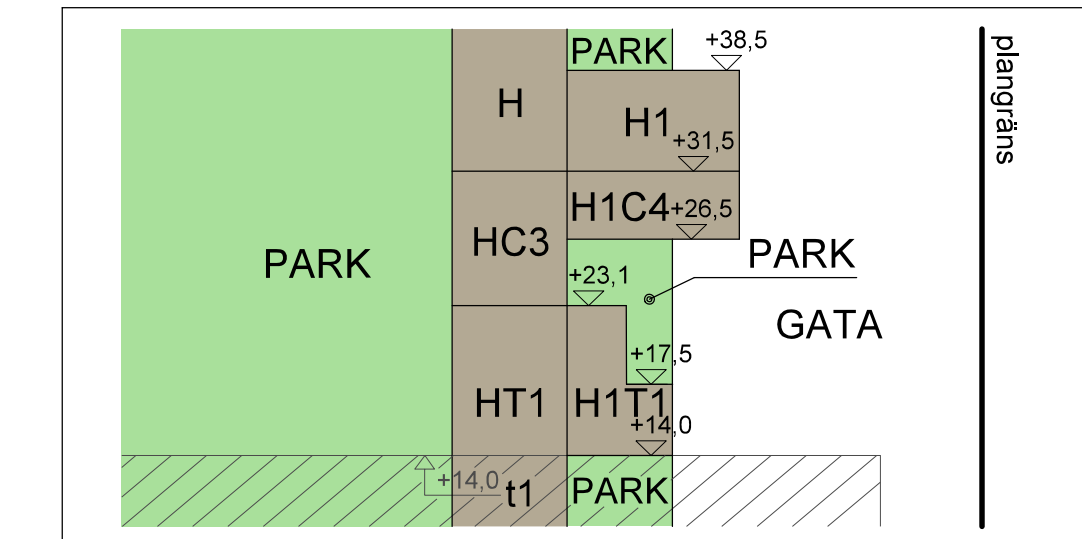 PARK
+38,5
plangräns
H
H1
+31,5
H1C4
+26,5
HC3
PARK
PARK
+23,1
GATA
+17,5
HT1
H1T1
+14,0
+14,0
t1
PARK